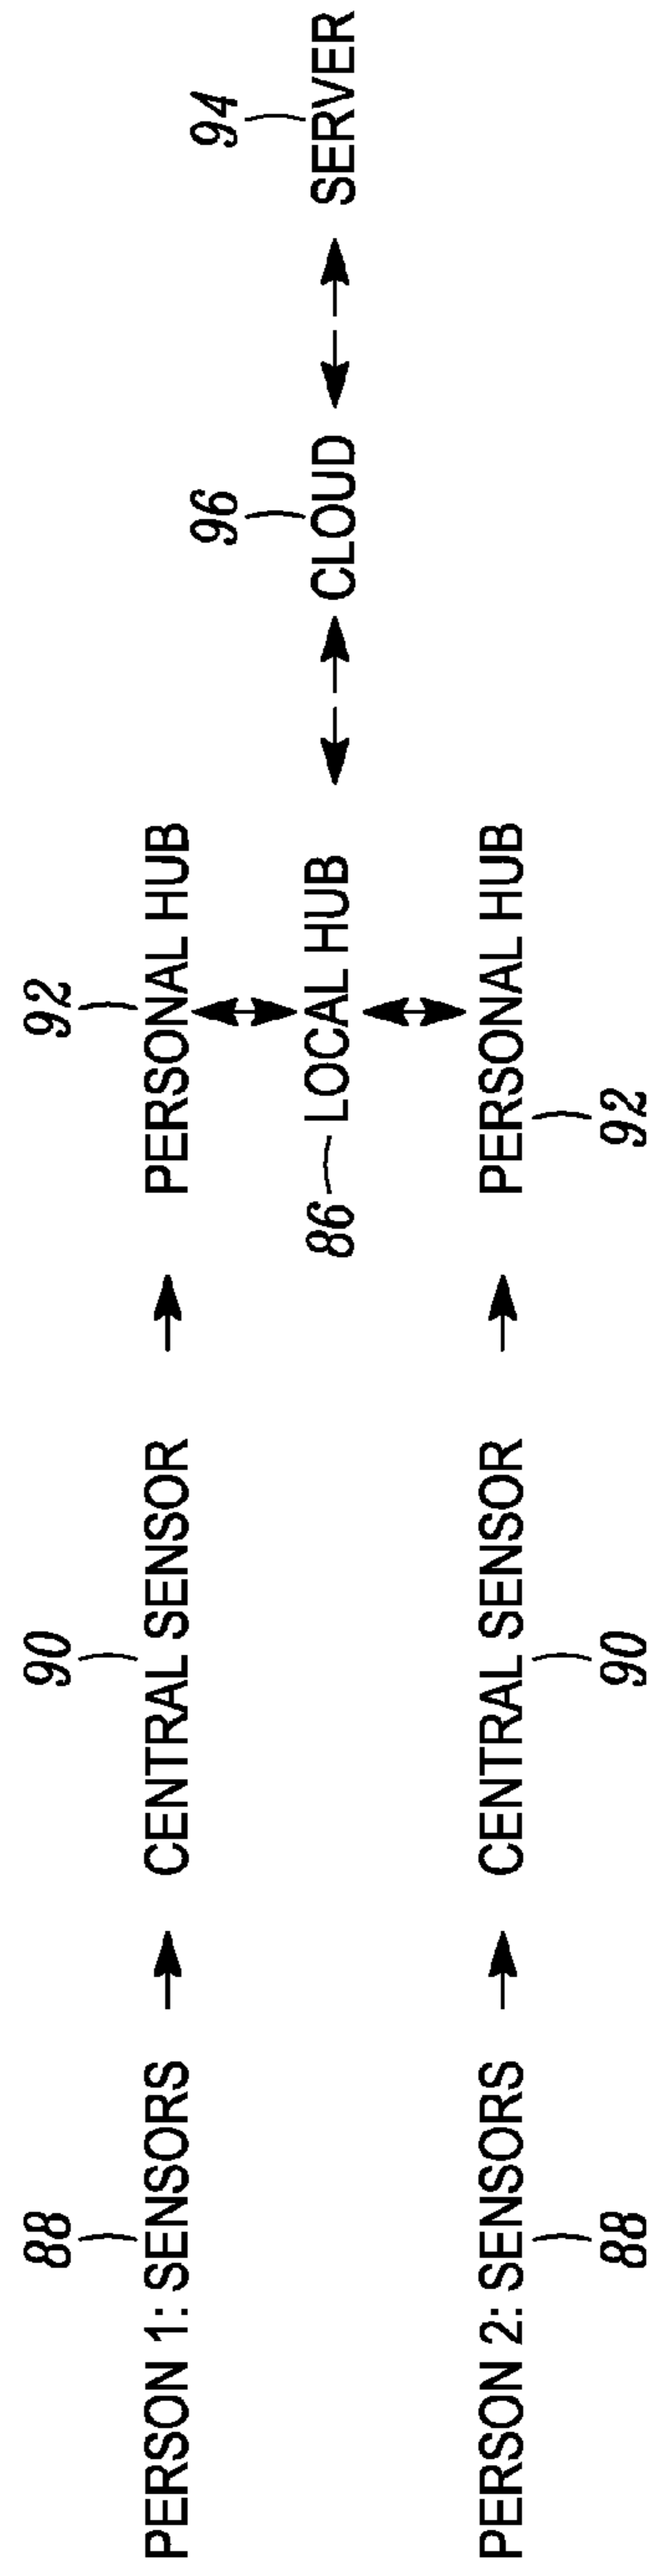 88
90
92
PERSON 1: SENSORS
CENTRAL SENSOR
PERSONAL HUB
94
96
86
LOCAL HUB
CLOUD
SERVER
PERSON 2: SENSORS
CENTRAL SENSOR
PERSONAL HUB
88
90
92